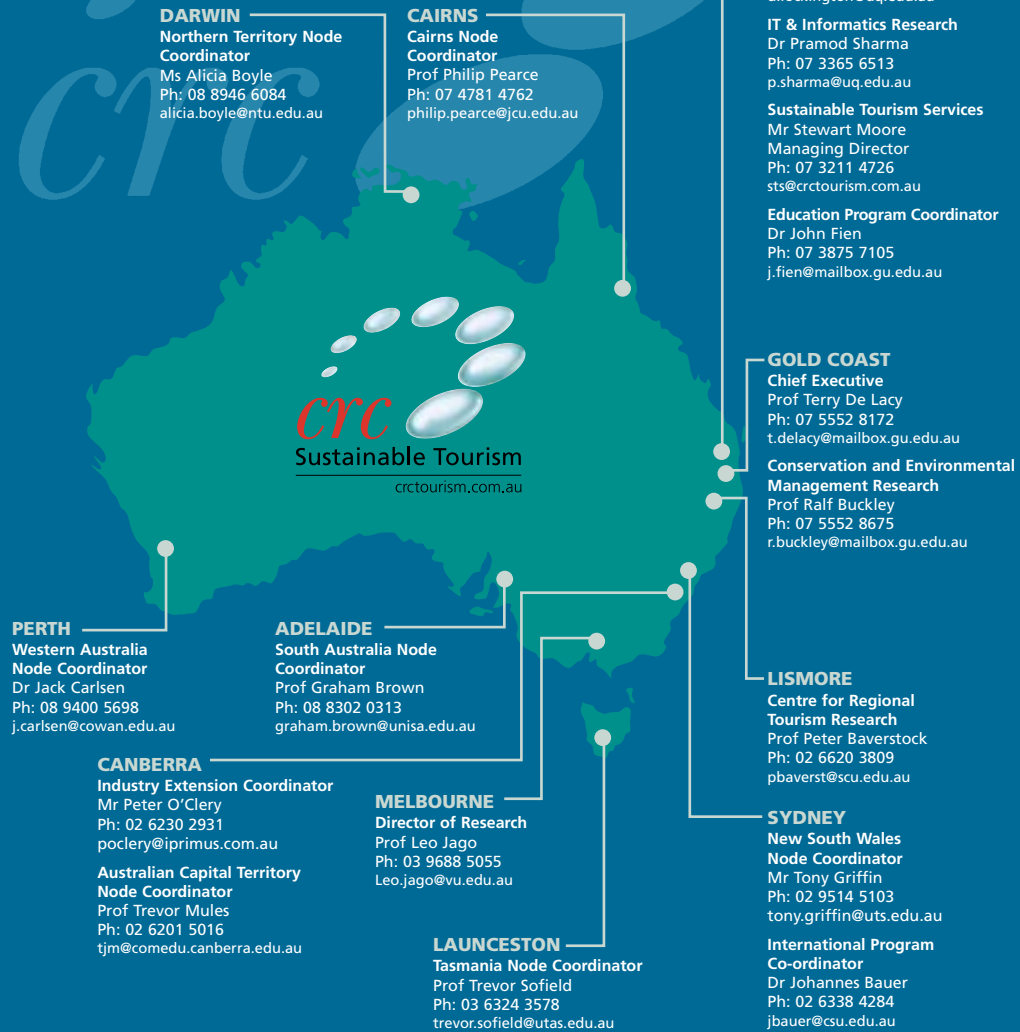 crc
DARWIN
Northern Territory Node
Coordinator
Ms Alicia Boyle
Ph: 08 8946 6084
alicia.boyle@ntu.edu.au
CAIRNS
Cairns Node
Coordinator
Prof Philip Pearce
Ph: 07 4781 4762
philip.pearce@jcu.edu.au
IT & Informatics Research
Dr Pramod Sharma
Ph: 07 3365 6513
p.sharma@uq.edu.au
Sustainable Tourism Services
Mr Stewart Moore
Managing Director
Ph: 07 3211 4726
sts@crctourism.com.au
Education Program Coordinator
Dr John Fien
Ph: 07 3875 7105
j.fien@mailbox.gu.edu.au
crc
Sustainable Tourism
crctourism.com.au
GOLD COAST
Chief Executive
Prof Terry De Lacy
Ph: 07 5552 8172
t.delacy@mailbox.gu.edu.au
Conservation and Environmental
Management Research
Prof Ralf Buckley
Ph: 07 5552 8675
r.buckley@mailbox.gu.edu.au
PERTH
Western Australia
Node Coordinator
Dr Jack Carlsen
Ph: 08 9400 5698
j.carlsen@cowan.edu.au
ADELAIDE
South Australia Node
Coordinator
Prof Graham Brown
Ph: 08 8302 0313
graham.brown@unisa.edu.au
LISMORE
Centre for Regional
Tourism Research
Prof Peter Baverstock
Ph: 02 6620 3809
pbaverst@scu.edu.au
CANBERRA
Industry Extension Coordinator
Mr Peter O’Clery
Ph: 02 6230 2931
poclery@iprimus.com.au
Australian Capital Territory
Node Coordinator
Prof Trevor Mules
Ph: 02 6201 5016
tjm@comedu.canberra.edu.au
MELBOURNE
Director of Research
Prof Leo Jago
Ph: 03 9688 5055
Leo.jago@vu.edu.au
SYDNEY
New South Wales
Node Coordinator
Mr Tony Griffin
Ph: 02 9514 5103
tony.griffin@uts.edu.au
International Program
Co-ordinator
Dr Johannes Bauer
Ph: 02 6338 4284
jbauer@csu.edu.au
LAUNCESTON
Tasmania Node Coordinator
Prof Trevor Sofield
Ph: 03 6324 3578
trevor.sofield@utas.edu.au